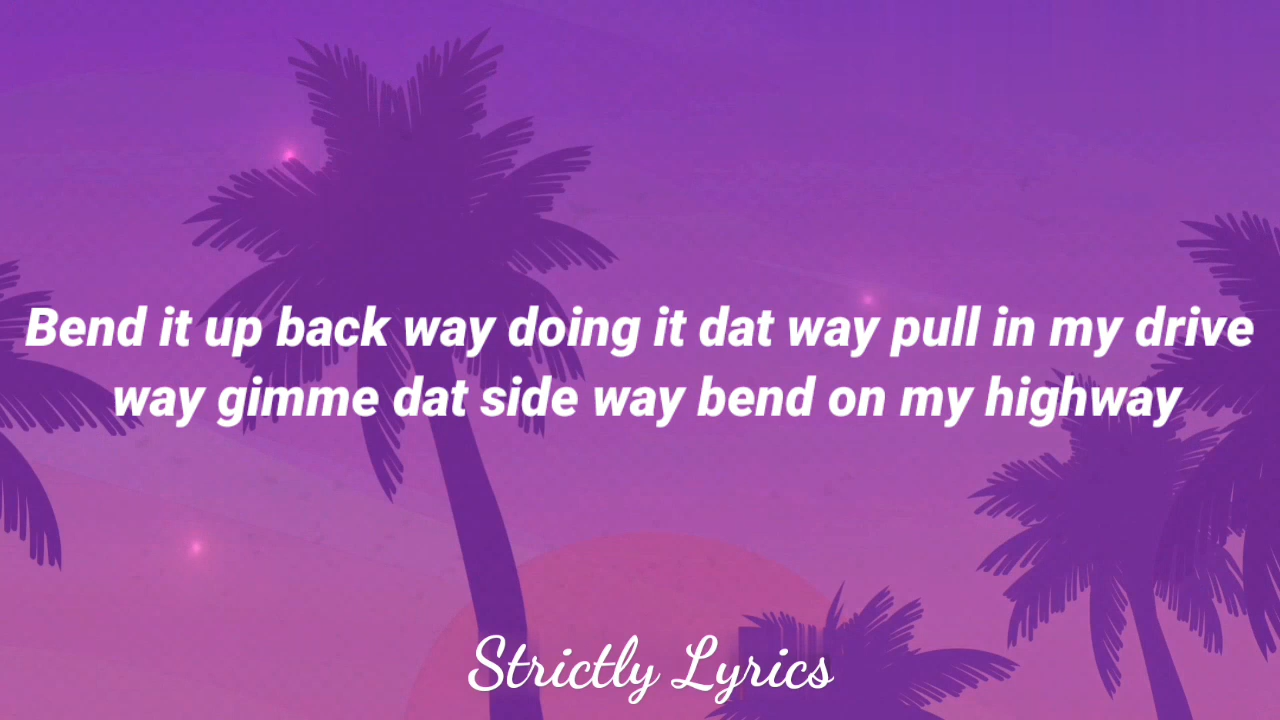 Bend it up back way doing it dat way pull in my drive
way gimme dat side way bend on my highway
Strictly Lyrics